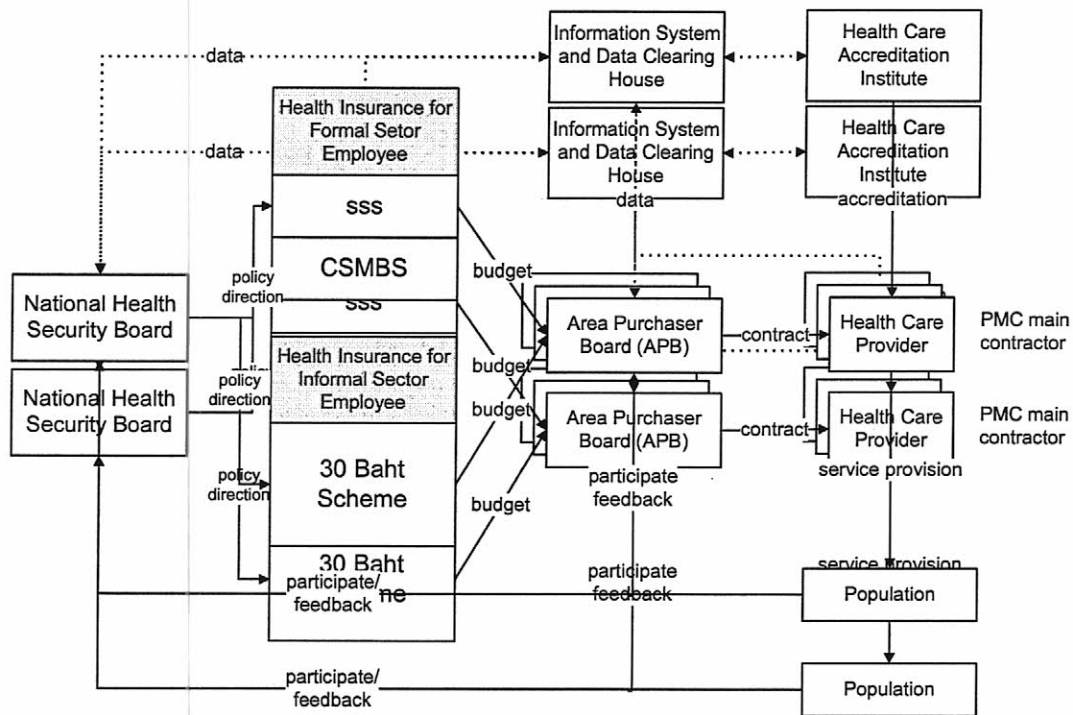 Information System
and Data Clearing
House
Health Care
Accreditation
Institute
data
Health Insurance for
Formal Setor
Employee
Information System
and Data Clearing
House
Health Care
Accreditation
Institute
data
data
accreditation
sss
CSMBS
sss
policy
direction
budget
National Health
Security Board
Area Purchaser
Board (APB)
contract
Health Care
Provider
PMC main
contractor
Health Insurance for
Informal Sector
Employee
budget
policy
direction
National Health
Security Board
budget
Area Purchaser
Board (APB)
contract
Health Care
Provider
PMC main
contractor
policy
direction
30 Baht
Scheme
budget
participate
feedback
service provision
30 Baht
ne
participate/
feedback
participate
feedback
service Provision
Population
participate/
feedback
Population